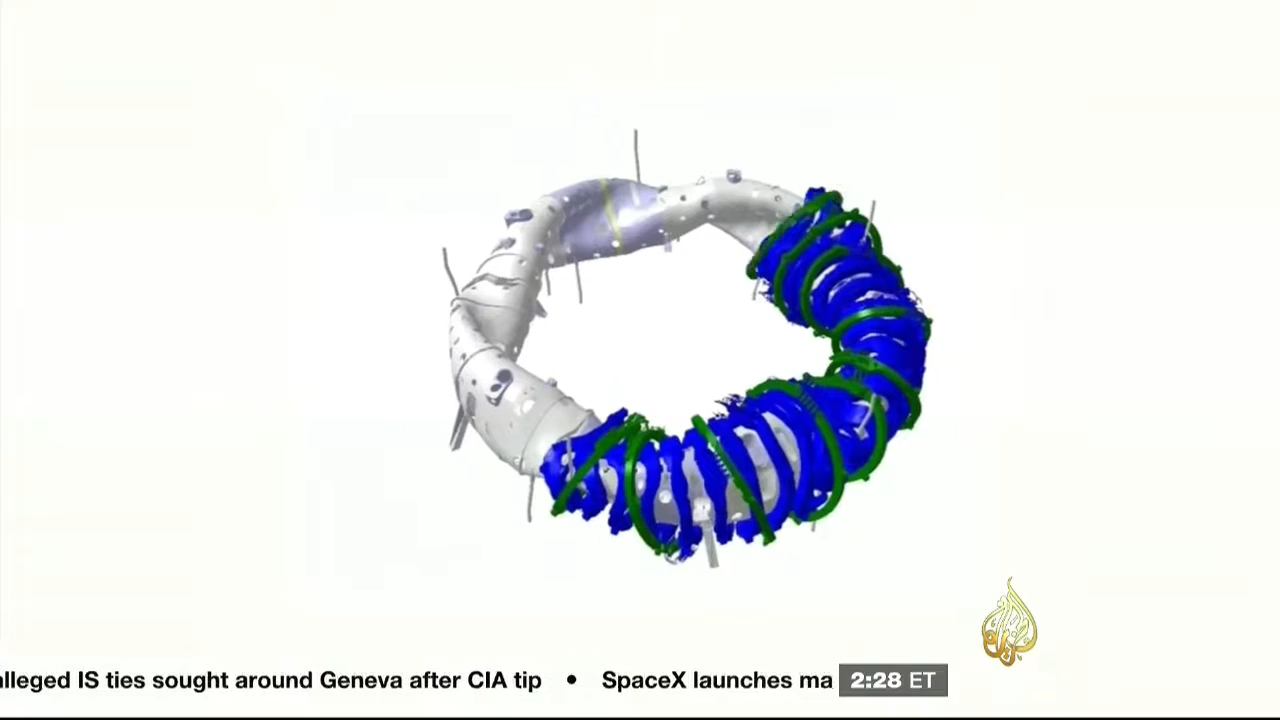 alleged IS ties sought around Geneva after CIA tip • SpaceX launches ma
2:28 ET